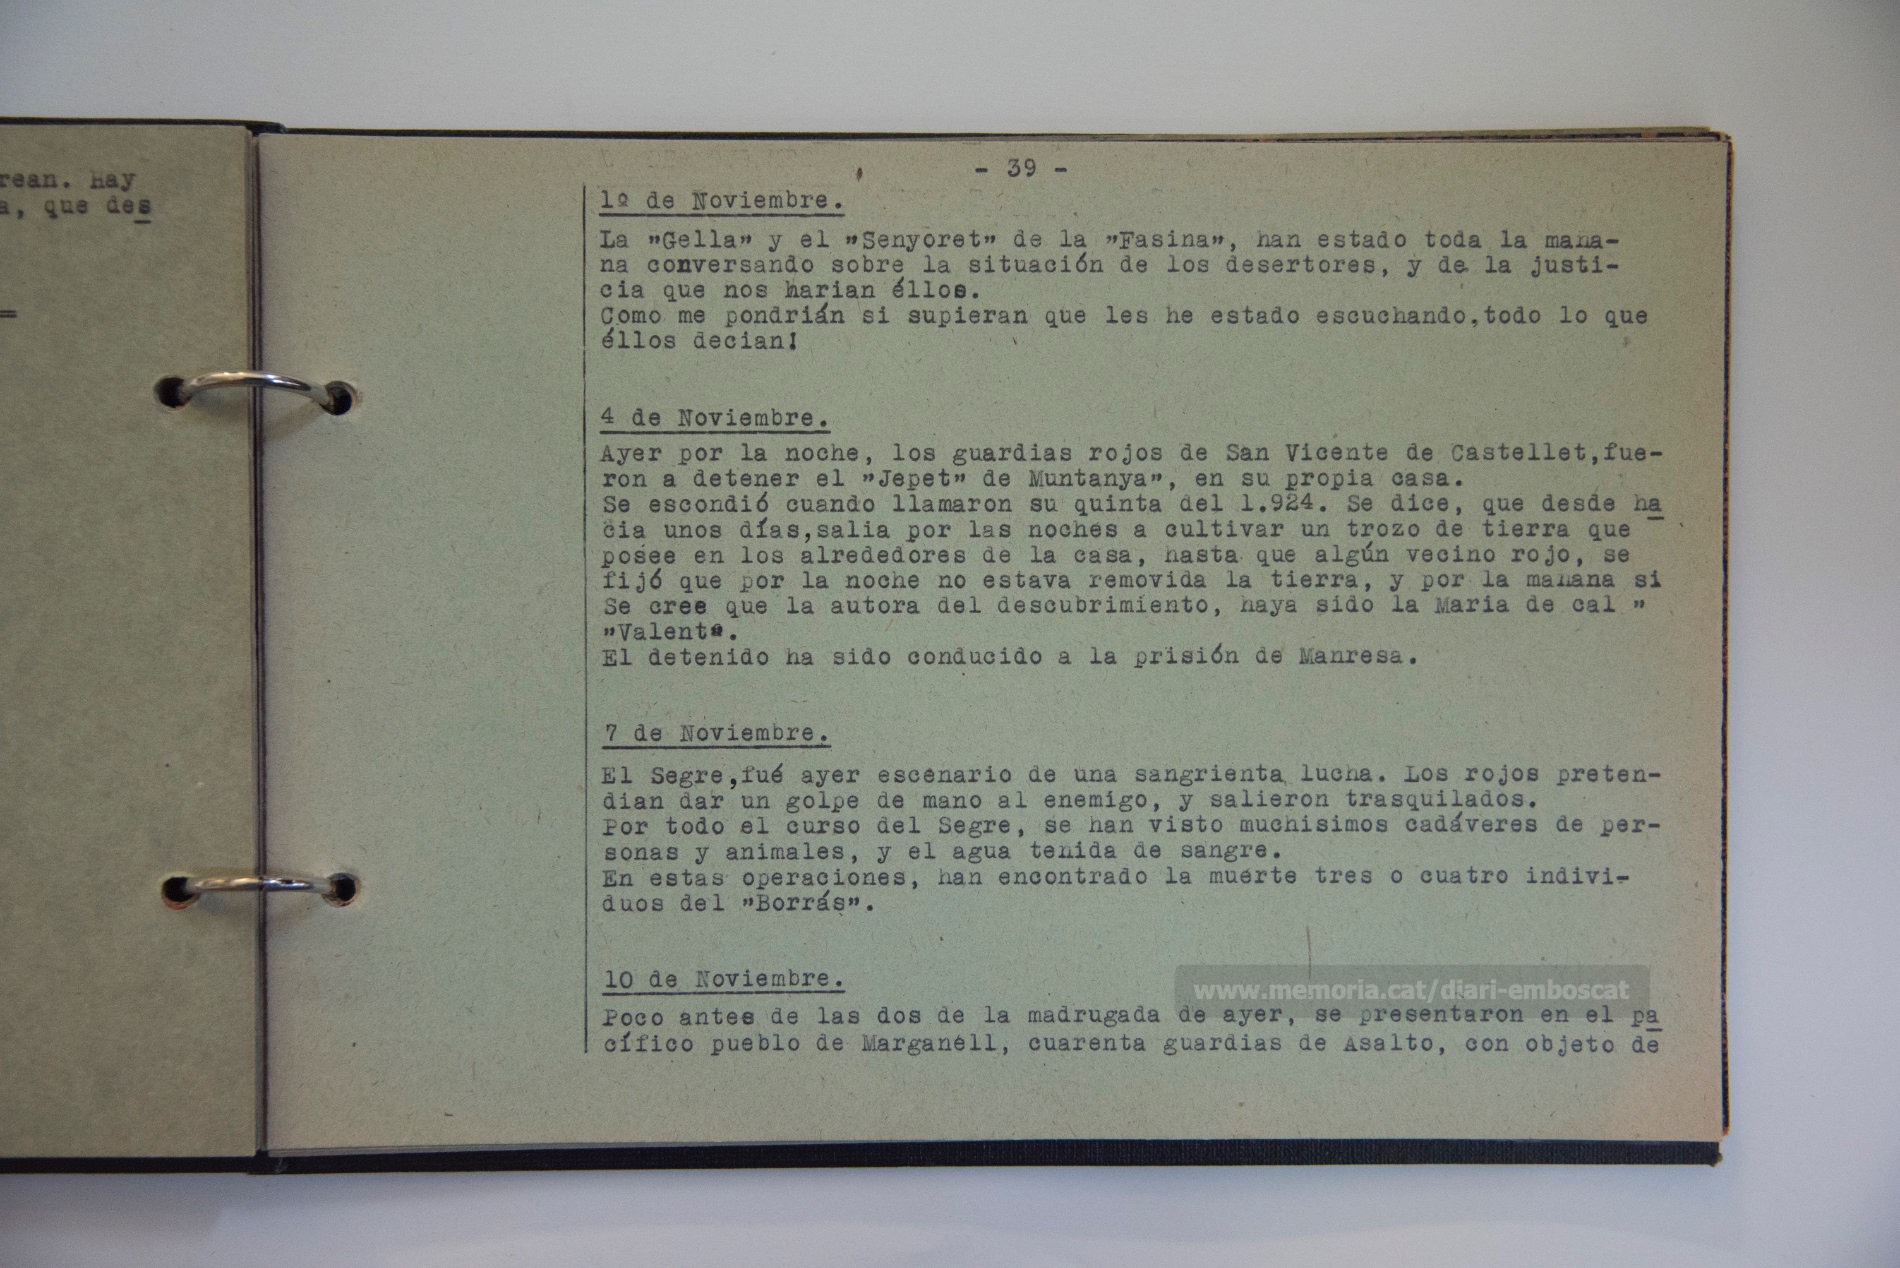 rean. Hay
a, que des
=
- 39 -
1º de Noviembre.
La "Gella" y el "Senyoret" de la "Fasina", han estado toda la maña-
na conversando sobre la situación de los desertores, y de la justi-
cia que nos harian éllos.
Como me pondrián si supieran que les he estado escuchando,todo lo que
éllos decian!
4 de Noviembre.
Ayer por la noche, los guardias rojos de San Vicente de Castellet,fue-
ron a detener el "Jepet" de Muntanya", en su propia casa.
Se escondió cuando llamaron su quinta del 1.924. Se dice, que desde ha
cia unos días,salia por las noches a cultivar un trozo de tierra que
posee en los alrededores de la casa, hasta que algún vecino rojo, se
fijó que por la noche no estava removida la tierra, y por la mañana si
Se cree que la autora del descubrimiento, haya sido la Maria de cal "
"Valent".
El detenido ha sido conducido a la prisión de Manresa.
7 de Noviembre.
El Segre,fué ayer escenario de una sangrienta lucha. Los rojos preten-
dian dar un golpe de mano al enemigo, y salieron trasquilados.
Por todo el curso del Segre, se han visto muchisimos cadáveres de per-
sonas y animales, y el agua teñida de sangre.
En estas operaciones, han encontrado la muerte tres o cuatro indivi-
duos del "Borrás".
10 de Noviembre.
www.memoria.cat/diari-emboscat
Poco antes de las dos de la madrugada de ayer, se presentaron en el pa
cífico pueblo de Marganell, cuarenta guardias de Asalto, con objeto de